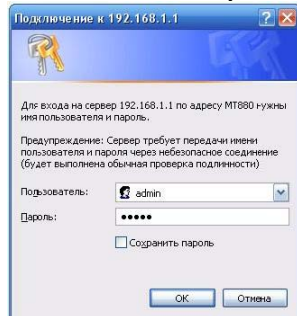 Подключение к 192.168.1.1
Для входа на сервер 192.168.1.1 по адресу MT880 нужны
имя пользователя и пароль.
Предупреждение: Сервер требует передачи имени
пользователя и пароля через небезопасное соединение
(будет выполнена обычная проверка подлинности)
Пользователь:
admin
Пароль:
•••••
Сохранить пароль
ОК
Отмена